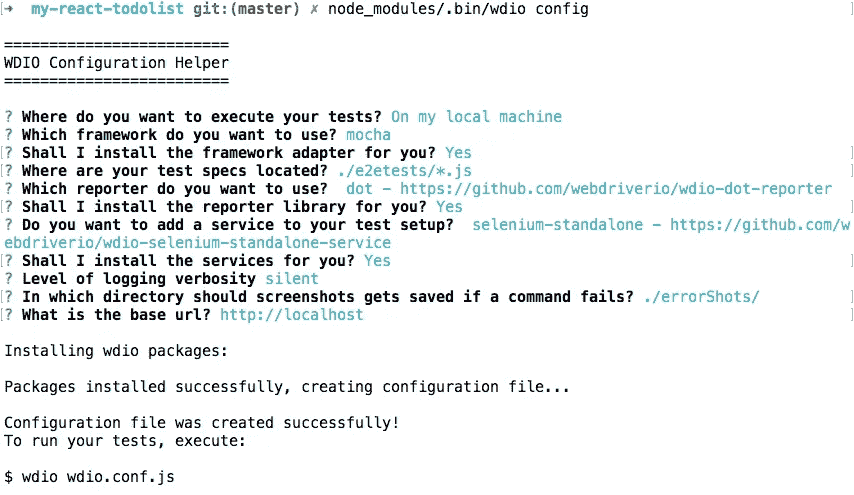 ➜  my-react-todolist git:(master) ✗ node_modules/.bin/wdio config
=========================
WDIO Configuration Helper
=========================
? Where do you want to execute your tests? On my local machine
? Which framework do you want to use? mocha
? Shall I install the framework adapter for you? Yes
? Where are your test specs located? ./e2etests/*.js
? Which reporter do you want to use?  dot - https://github.com/webdriverio/wdio-dot-reporter
? Shall I install the reporter library for you? Yes
? Do you want to add a service to your test setup?  selenium-standalone - https://github.com/w
ebdriverio/wdio-selenium-standalone-service
? Shall I install the services for you? Yes
? Level of logging verbosity silent
? In which directory should screenshots gets saved if a command fails? ./errorShots/
? What is the base url? http://localhost
Installing wdio packages:
Packages installed successfully, creating configuration file...
Configuration file was created successfully!
To run your tests, execute:
$ wdio wdio.conf.js